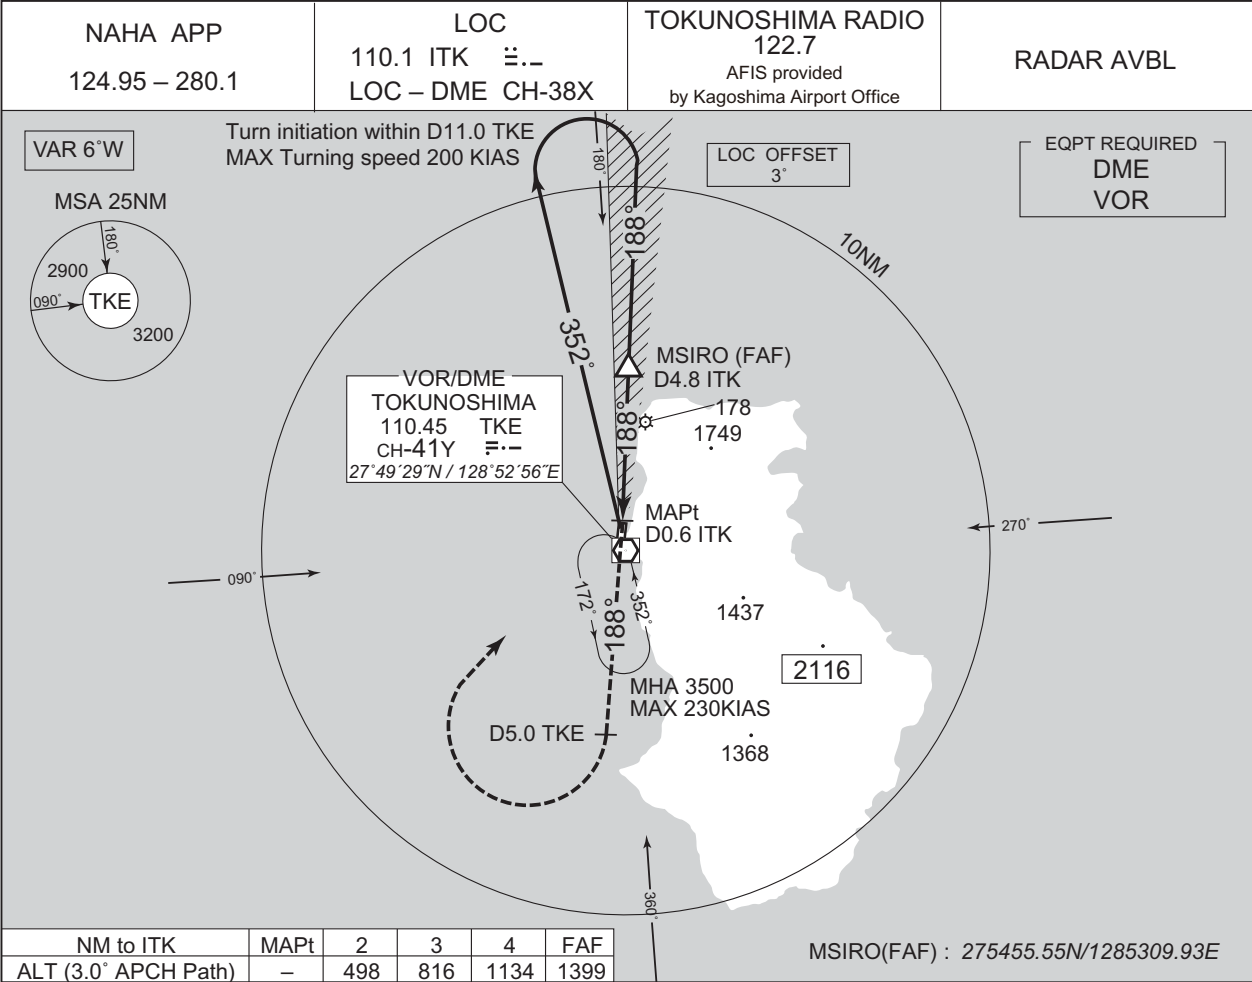 NAHA APP
124.95 – 280.1
LOC
110.1 ITK
LOC – DME CH-38X
TOKUNOSHIMA RADIO
122.7
AFIS provided
by Kagoshima Airport Office
RADAR AVBL
VAR 6˚W
Turn initiation within D11.0 TKE
MAX Turning speed 200 KIAS
180˚
LOC OFFSET
3˚
EQPT REQUIRED
DME
VOR
MSA 25NM
180˚
2900
090˚
TKE
3200
188°
10NM
352°
MSIRO (FAF)
D4.8 ITK
VOR/DME
TOKUNOSHIMA
110.45 TKE
CH-41Y
27˚49´29˝N / 128˚52´56˝E
188°
178
1749
MAPt
D0.6 ITK
270˚
090˚
172˚
188°
352˚
1437
2116
MHA 3500
MAX 230KIAS
D5.0 TKE
1368
360˚
NM to ITK MAPt 2 3 4 FAF
ALT (3.0˚ APCH Path) – 498 816 1134 1399
MSIRO(FAF) : 275455.55N/1285309.93E